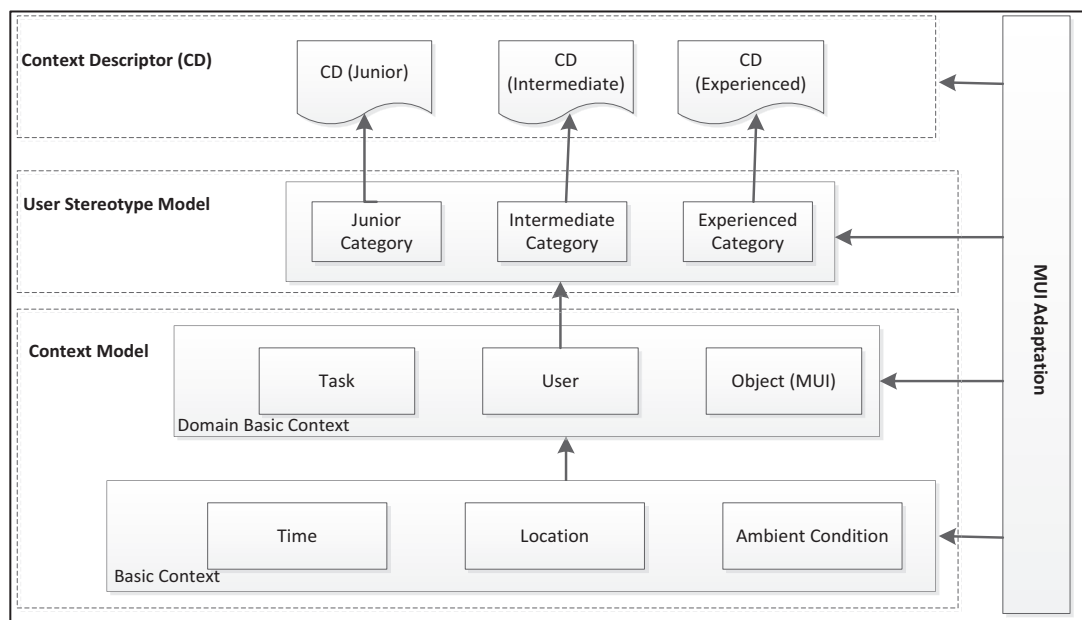 Context Descriptor (CD)
CD (Junior)
CD
(Intermediate)
CD
(Experienced)
User Stereotype Model
Junior
Category
Intermediate
Category
Experienced
Category
Context Model
Task
User
Object (MUI)
Domain Basic Context
Time
Location
Ambient Condition
Basic Context
MUI Adaptation